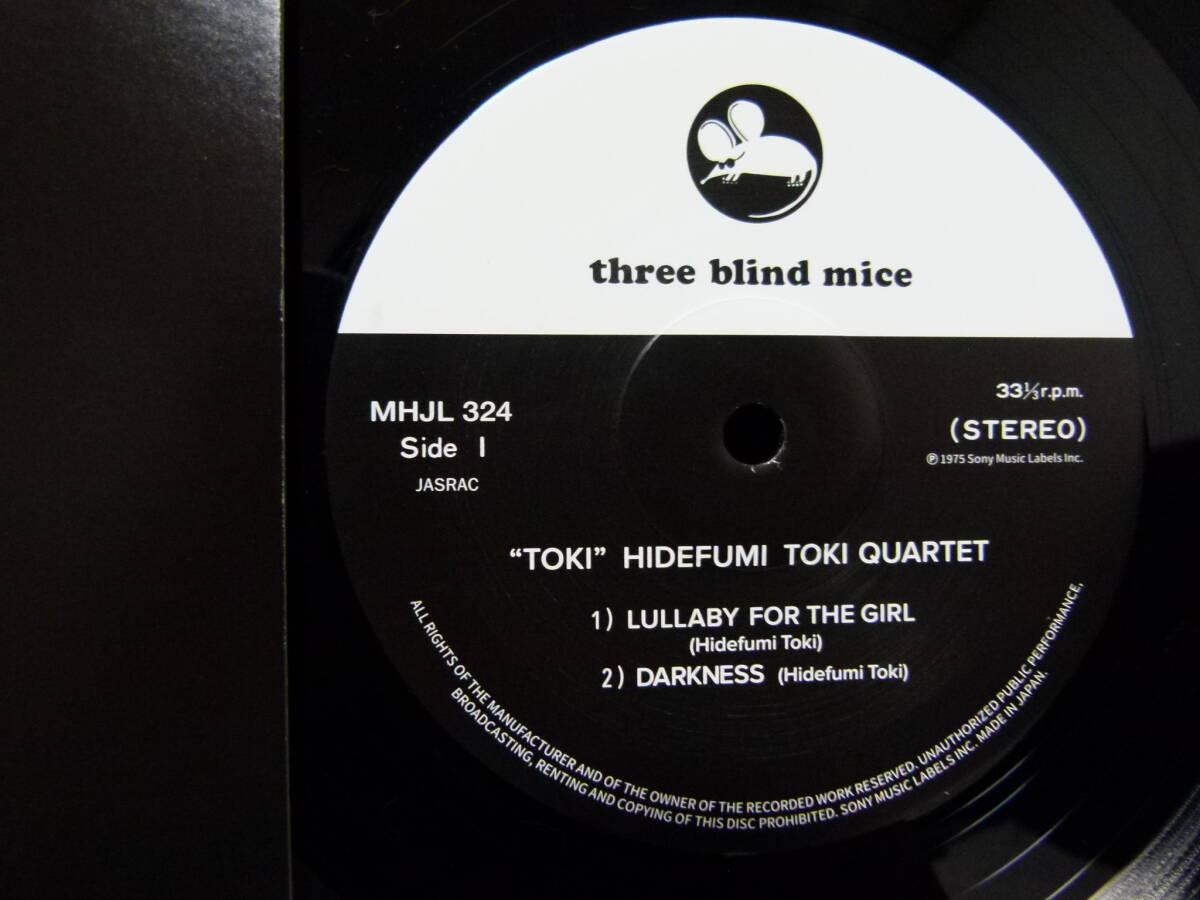 three blind mice
MHJL 324
Side I
JASRAC
33⅓ r.p.m.
(STEREO)
Ⓟ1975 Sony Music Labels Inc.
“TOKI” HIDEFUMI TOKI QUARTET
1) LULLABY FOR THE GIRL
(Hidefumi Toki)
2) DARKNESS (Hidefumi Toki)
ALL RIGHTS OF THE MANUFACTURER AND OF THE OWNER OF THE RECORDED WORK RESERVED. UNAUTHORIZED PUBLIC PERFORMANCE,
BROADCASTING, RENTING AND COPYING OF THIS DISC PROHIBITED. SONY MUSIC LABELS INC. MADE IN JAPAN.